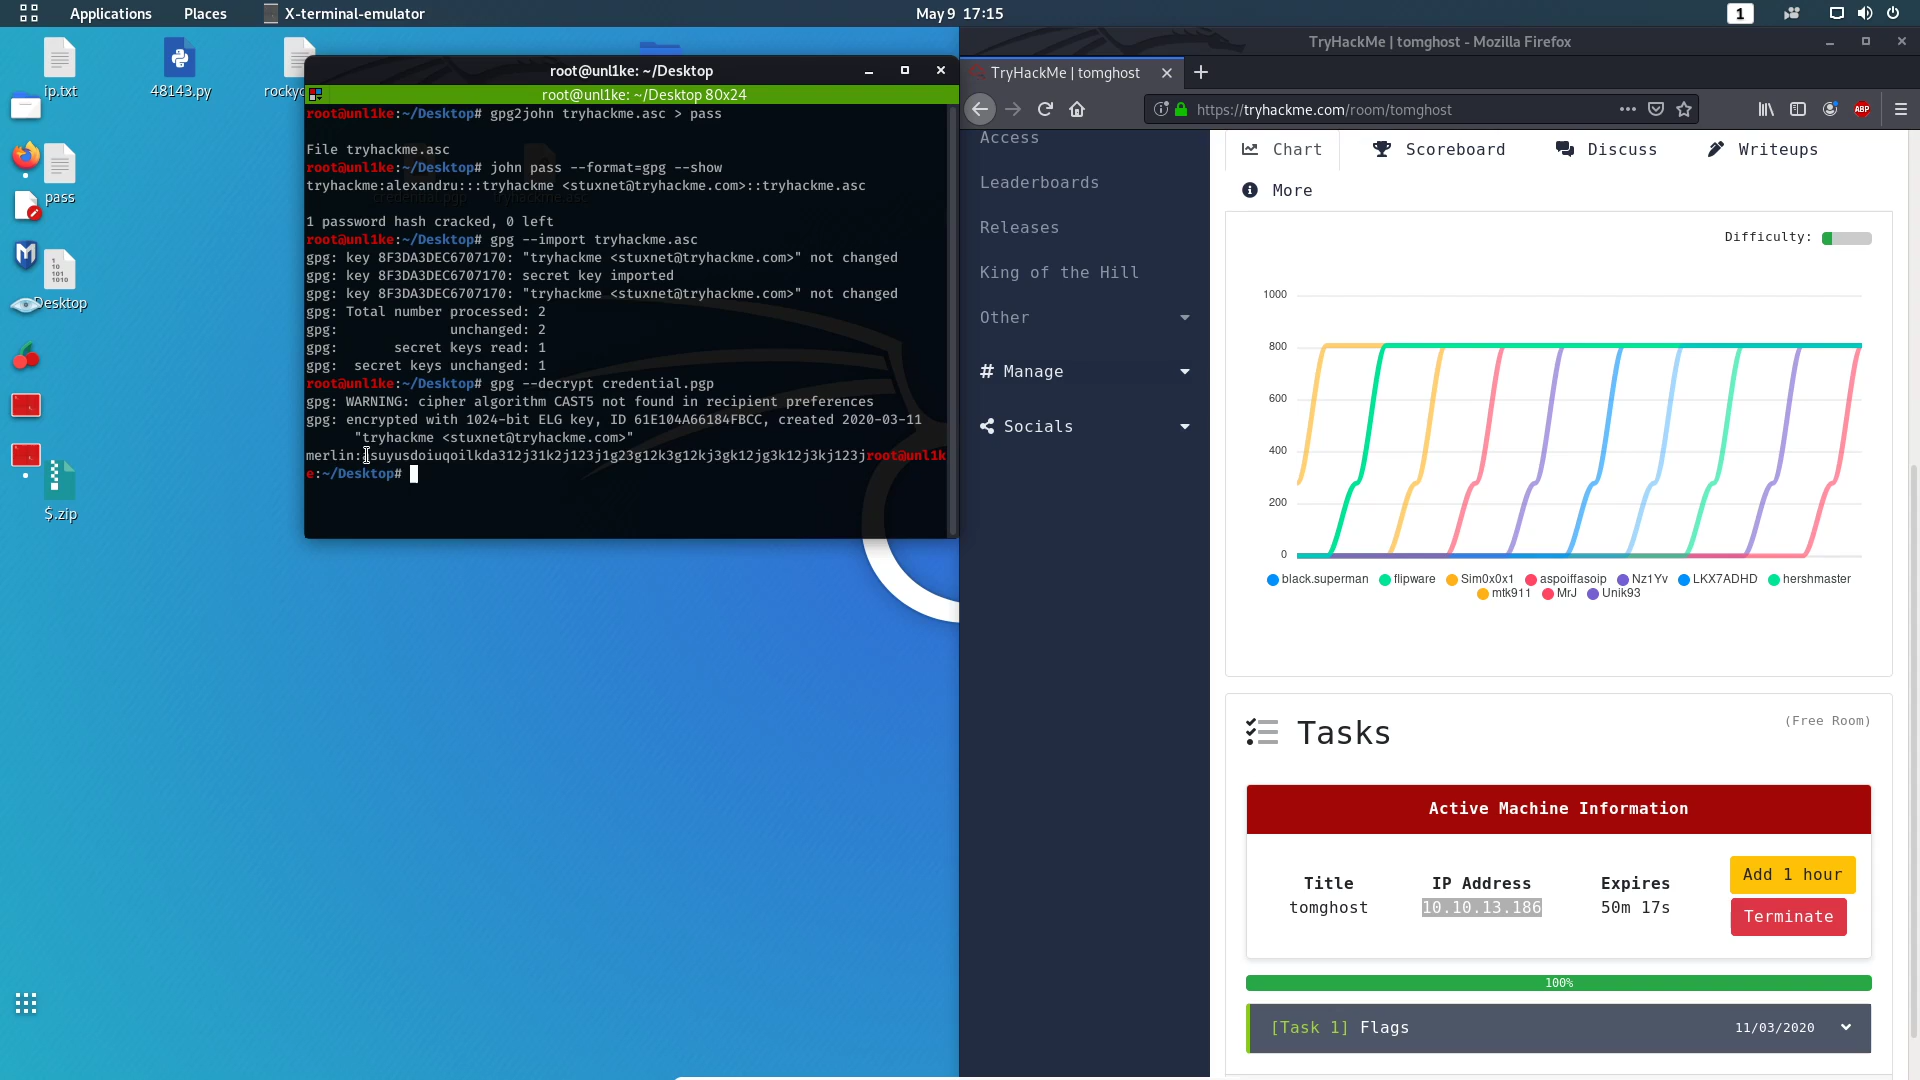 Applications Places X-terminal-emulator May 9 17:15 1
ip.txt
48143.py
pass
Desktop
$.zip
root@unl1ke: ~/Desktop
root@unl1ke: ~/Desktop 80x24
root@unl1ke:~/Desktop# gpg2john tryhackme.asc > pass
File tryhackme.asc
root@unl1ke:~/Desktop# john pass --format=gpg --show
tryhackme:alexandru:::tryhackme <stuxnet@tryhackme.com>::tryhackme.asc
1 password hash cracked, 0 left
root@unl1ke:~/Desktop# gpg --import tryhackme.asc
gpg: key 8F3DA3DEC6707170: "tryhackme <stuxnet@tryhackme.com>" not changed
gpg: key 8F3DA3DEC6707170: secret key imported
gpg: key 8F3DA3DEC6707170: "tryhackme <stuxnet@tryhackme.com>" not changed
gpg: Total number processed: 2
gpg: unchanged: 2
gpg: secret keys read: 1
gpg: secret keys unchanged: 1
root@unl1ke:~/Desktop# gpg --decrypt credential.pgp
gpg: WARNING: cipher algorithm CAST5 not found in recipient preferences
gpg: encrypted with 1024-bit ELG key, ID 61E104A66184FBCC, created 2020-03-11
"tryhackme <stuxnet@tryhackme.com>"
root@unl1k
e:~/Desktop#
TryHackMe | tomghost - Mozilla Firefox
TryHackMe | tomghost
https://tryhackme.com/room/tomghost
ABP
Access
Leaderboards
Releases
King of the Hill
Other
# Manage
Socials
Chart Scoreboard Discuss Writeups
More
Difficulty:
1000
800
600
400
200
0
black.superman flipware Sim0x0x1 aspoiffasoip Nz1Yv LKX7ADHD hershmaster
mtk911 MrJ Unik93
Tasks
(Free Room)
Active Machine Information
Title IP Address Expires
tomghost 10.10.13.186 50m 17s
Add 1 hour
Terminate
100%
[Task 1] Flags 11/03/2020